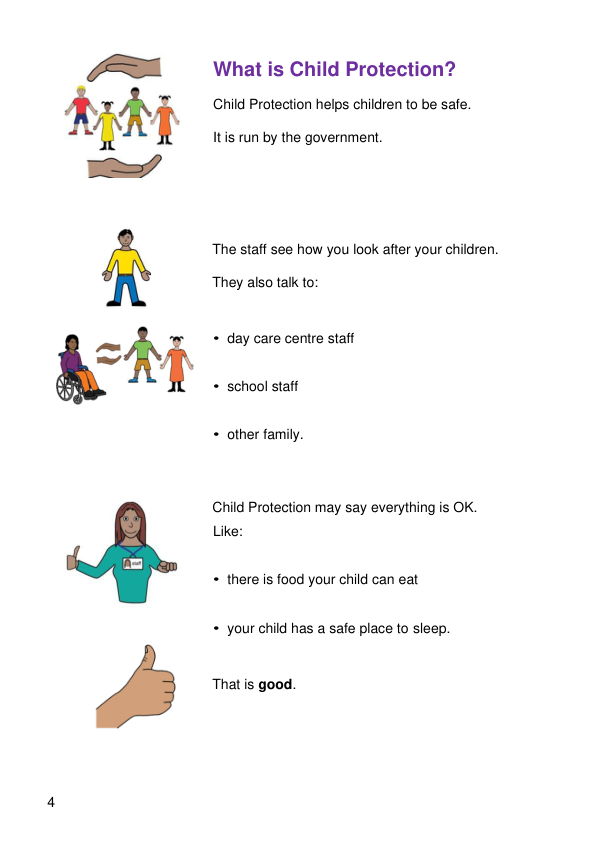 What is Child Protection?
Child Protection helps children to be safe.
It is run by the government.
The staff see how you look after your children.
They also talk to:
• day care centre staff
• school staff
• other family.
Child Protection may say everything is OK.
Like:
staff
• there is food your child can eat
• your child has a safe place to sleep.
That is good.
4